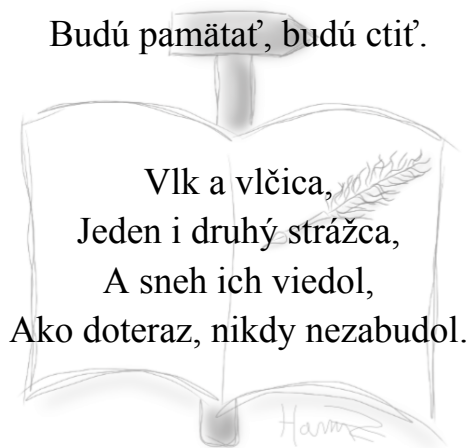 Budú pamätať, budú ctiť.
Vlk a vlčica,
Jeden i druhý strážca,
A sneh ich viedol,
Ako doteraz, nikdy nezabudol.